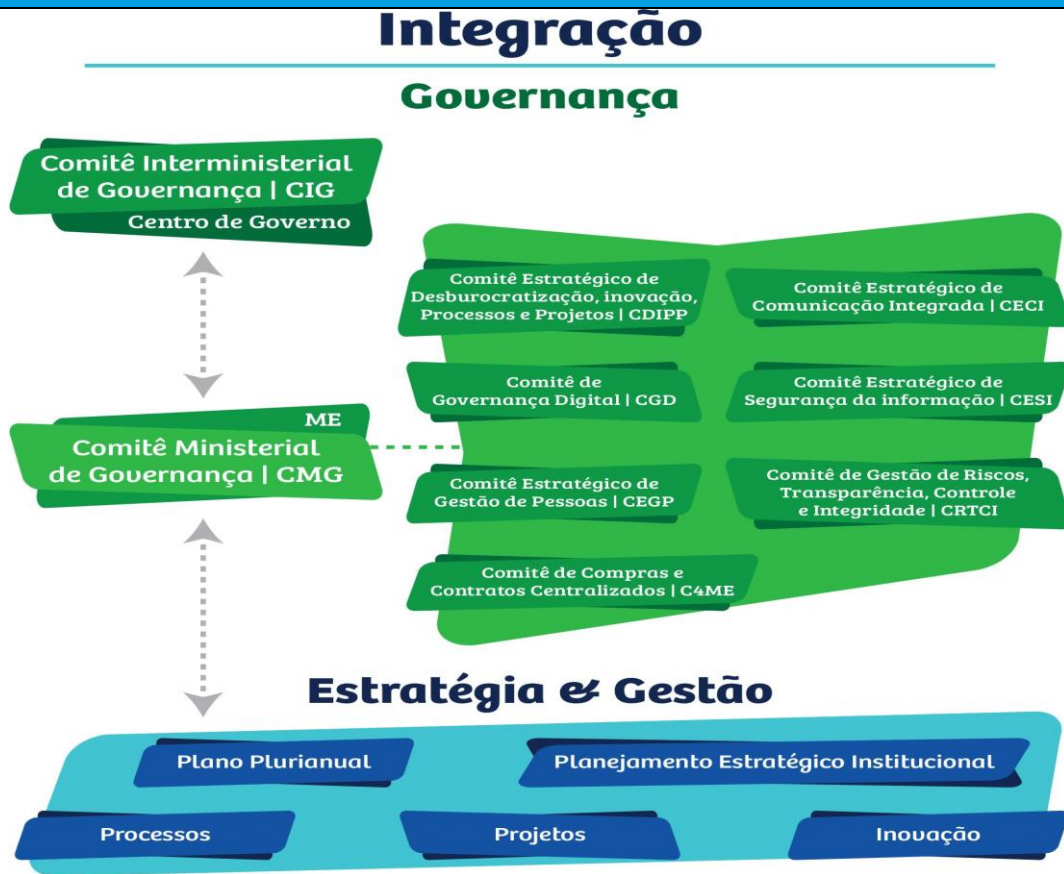 Integração
Governança
Comitê Interministerial
de Governança | CIG
Centro de Governo
ME
Comitê Ministerial
de Governança | CMG
Comitê Estratégico de
Desburocratização, inovação,
Processos e Projetos | CDIPP
Comitê Estratégico de
Comunicação Integrada | CECI
Comitê de
Governança Digital | CGD
Comitê Estratégico de
Segurança da informação | CESI
Comitê Estratégico de
Gestão de Pessoas | CEGP
Comitê de Gestão de Riscos,
Transparência, Controle
e Integridade | CRTCI
Comitê de Compras e
Contratos Centralizados | C4ME
Estratégia & Gestão
Plano Plurianual
Planejamento Estratégico Institucional
Processos
Projetos
Inovação